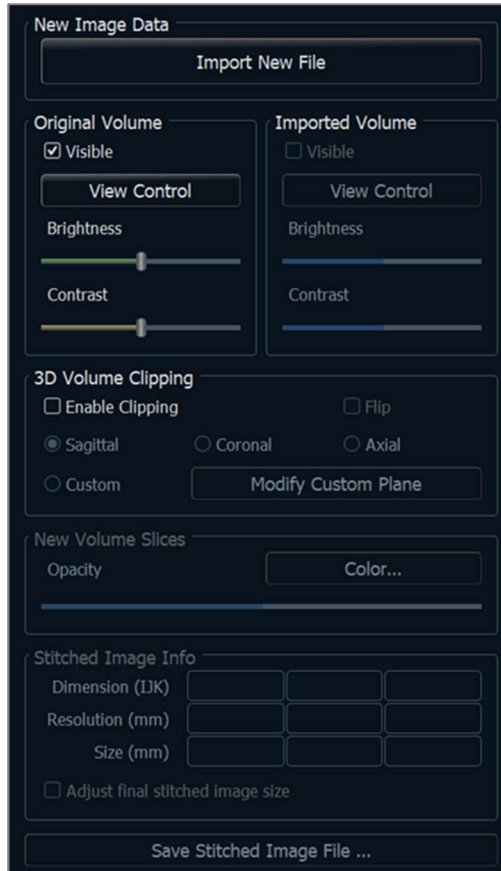 New Image Data
Import New File
Original Volume
Visible
View Control
Brightness
Contrast
Imported Volume
Visible
View Control
Brightness
Contrast
3D Volume Clipping
Enable Clipping Flip
Sagittal Coronal Axial
Custom Modify Custom Plane
New Volume Slices
Opacity Color...
Stitched Image Info
Dimension (IJK)
Resolution (mm)
Size (mm)
Adjust final stitched image size
Save Stitched Image File ...